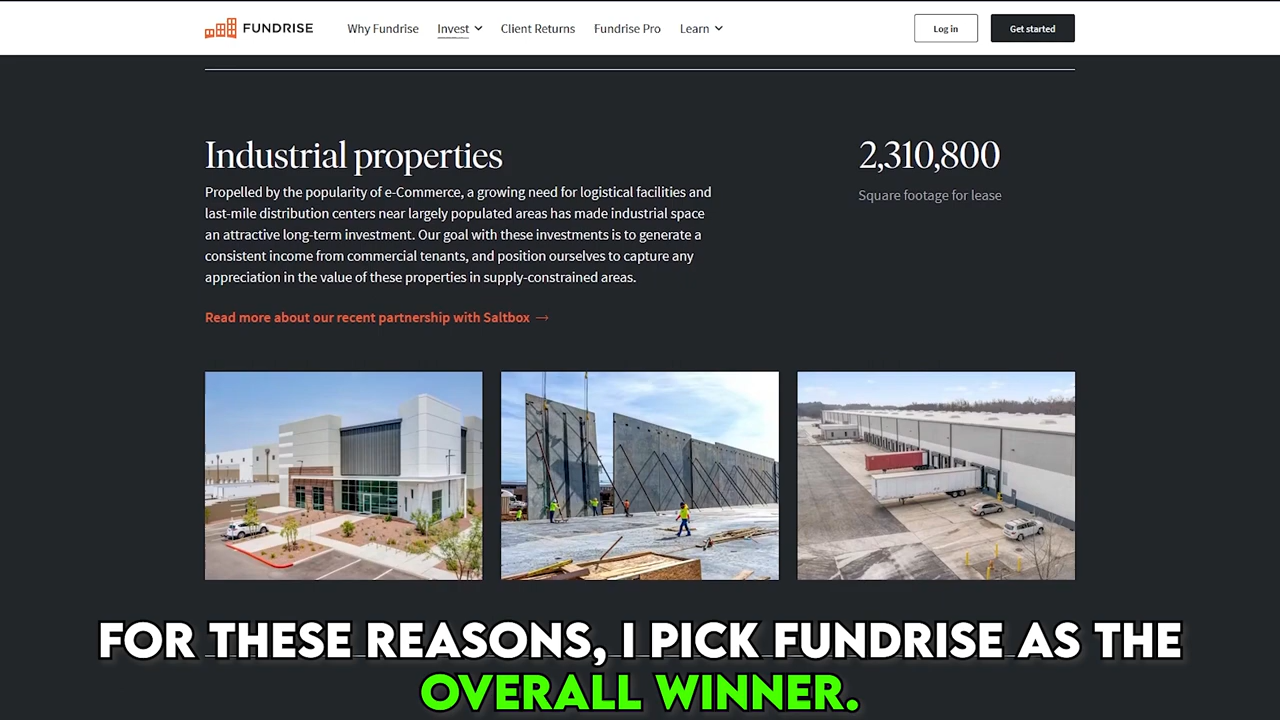 FUNDRISE
Why Fundrise
Invest
Client Returns
Fundrise Pro
Learn
Log in
Get started
Industrial properties
Propelled by the popularity of e-Commerce, a growing need for logistical facilities and
last-mile distribution centers near largely populated areas has made industrial space
an attractive long-term investment. Our goal with these investments is to generate a
consistent income from commercial tenants, and position ourselves to capture any
appreciation in the value of these properties in supply-constrained areas.
Read more about our recent partnership with Saltbox →
2,310,800
Square footage for lease
FOR THESE REASONS, I PICK FUNDRISE AS THE
OVERALL WINNER.